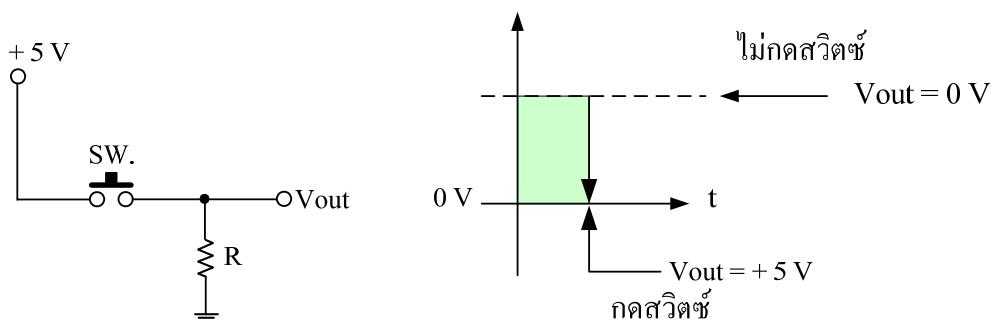 + 5 V
SW.
Vout
R
ไม่กดสวิตซ์
Vout = 0 V
0 V
t
Vout = + 5 V
กดสวิตซ์